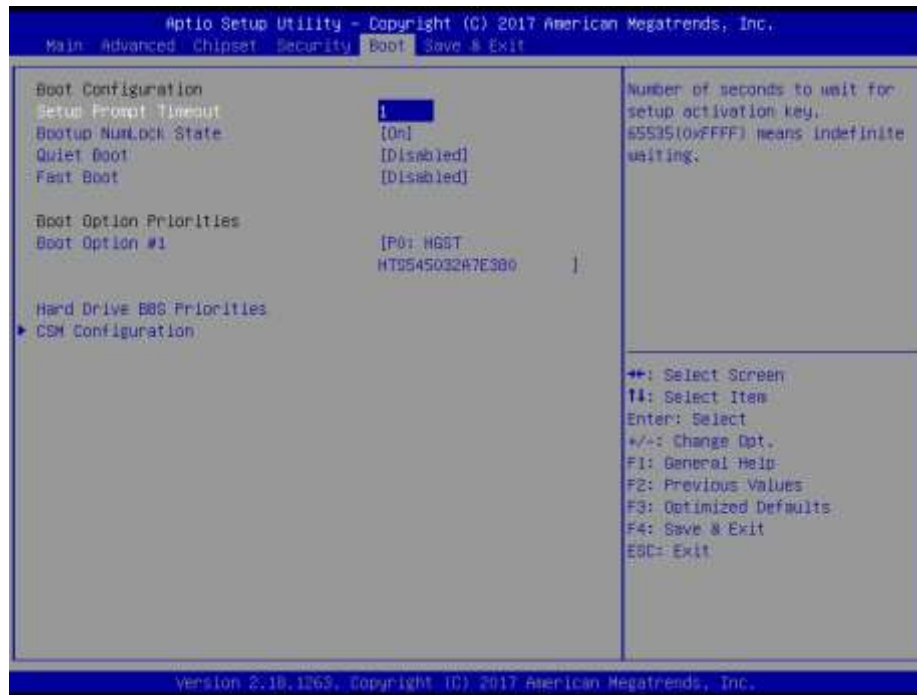 Aptio Setup Utility - Copyright (C) 2017 American Megatrends, Inc.
Main Advanced Chipset Security Boot Save & Exit
Boot Configuration
Setup Prompt Timeout 1
Bootup NumLock State [On]
Quiet Boot [Disabled]
Fast Boot [Disabled]
Boot Option Priorities
Boot Option #1 [P0: HGST
HTS545032A7E380 ]
Hard Drive BBS Priorities
CSM Configuration
Number of seconds to wait for
setup activation key.
65535(0xFFFF) means indefinite
waiting.
→←: Select Screen
↑↓: Select Item
Enter: Select
+/-: Change Opt.
F1: General Help
F2: Previous Values
F3: Optimized Defaults
F4: Save & Exit
ESC: Exit
Version 2.18.1263. Copyright (C) 2017 American Megatrends, Inc.